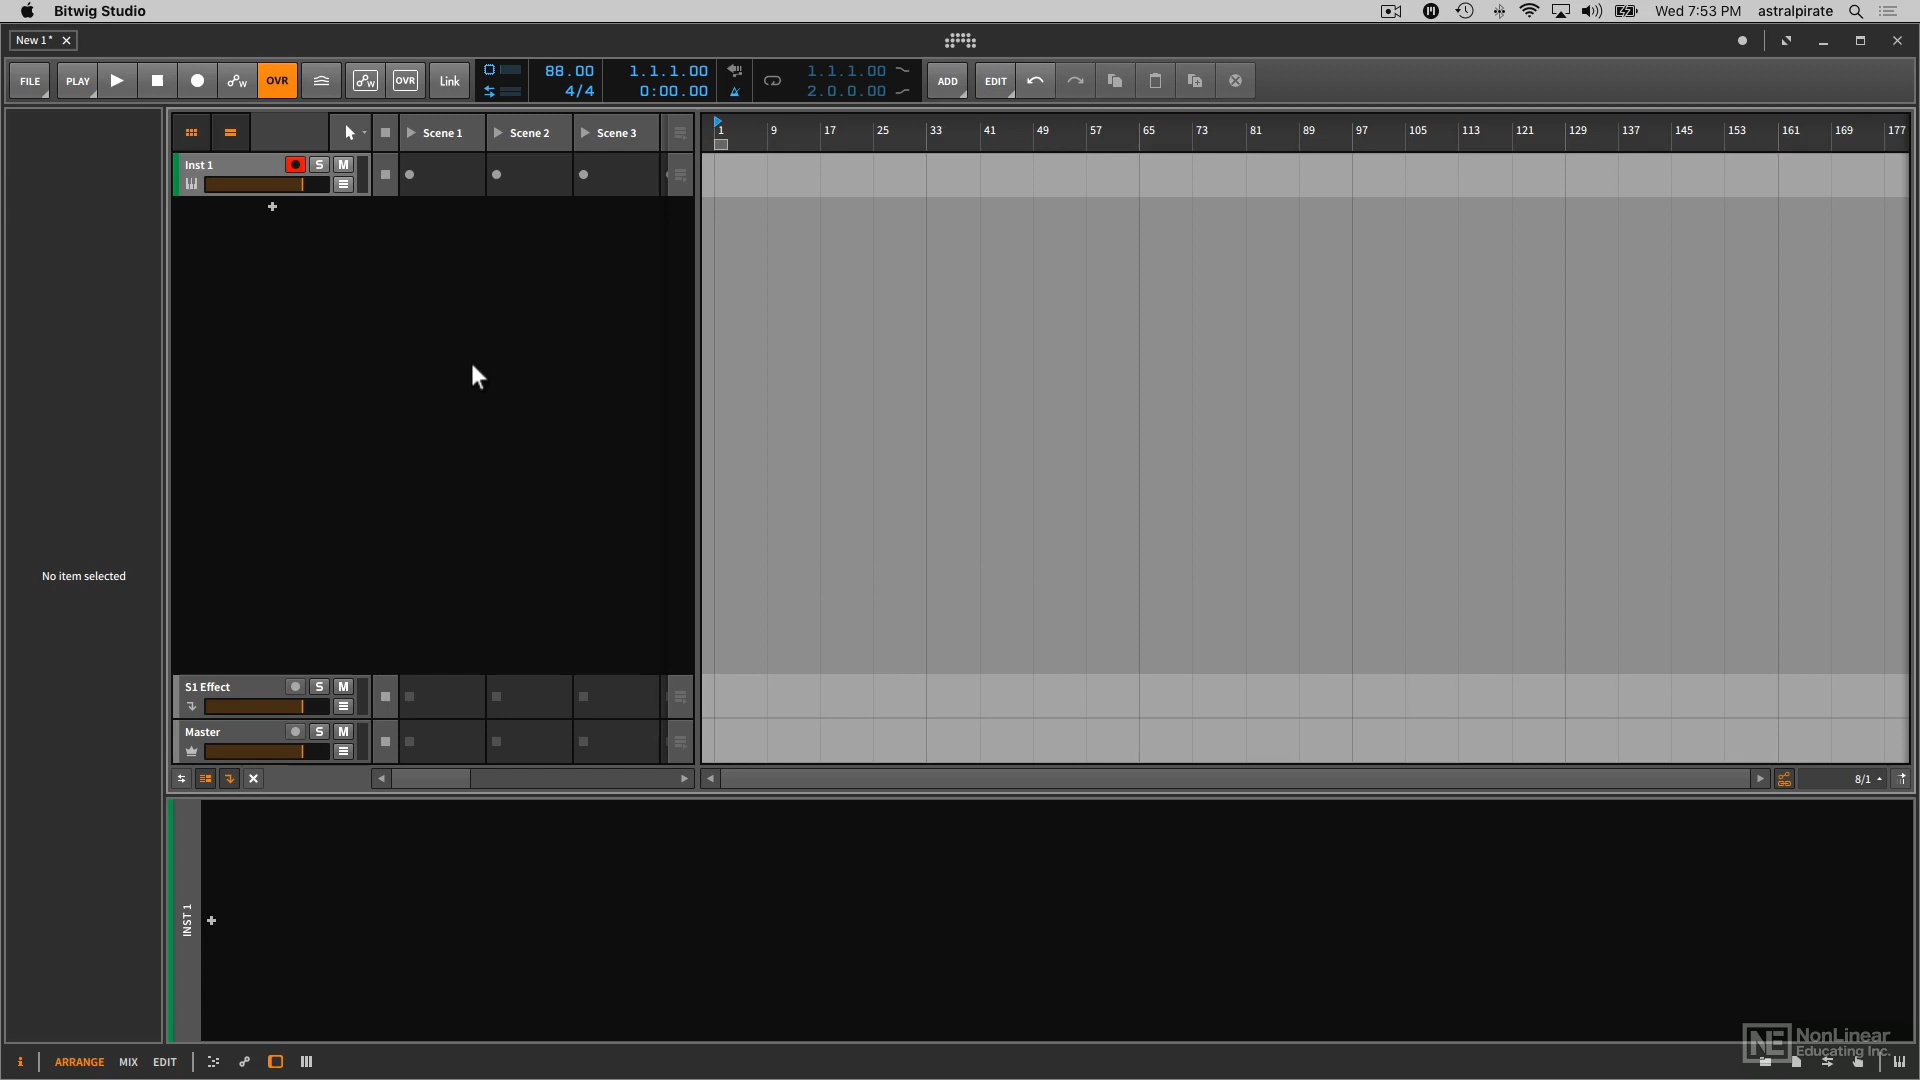 Bitwig Studio Wed 7:53 PM astralpirate
New 1*
FILE PLAY OVR OVR Link 88.00 1.1.1.00 1.1.1.00 ADD EDIT
4/4 0:00.00 2.0.0.00
Scene 1 Scene 2 Scene 3
1 9 17 25 33 41 49 57 65 73 81 89 97 105 113 121 129 137 145 153 161 169 177
Inst 1 S M
No item selected
S1 Effect S M
Master S M
8/1
INST 1
NE NonLinear
Educating Inc.
i ARRANGE MIX EDIT